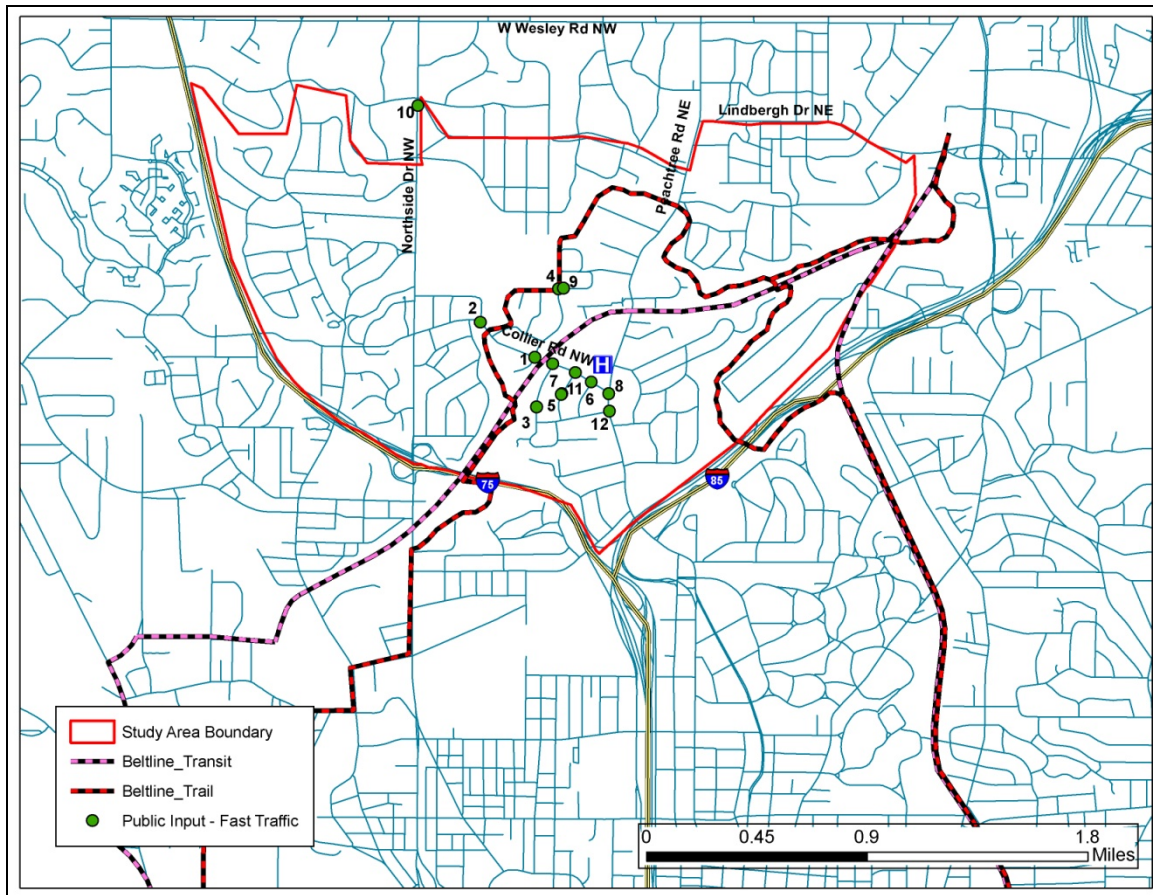 W Wesley Rd NW
Lindbergh Dr NE
10
Peachtree Rd NE
Northside Dr NW
4 9
2
Collier Rd NW
H
1
7
11
8
5
6
3
12
75
85
Study Area Boundary
Beltline_Transit
Beltline_Trail
Public Input - Fast Traffic
0 0.45 0.9 1.8
Miles